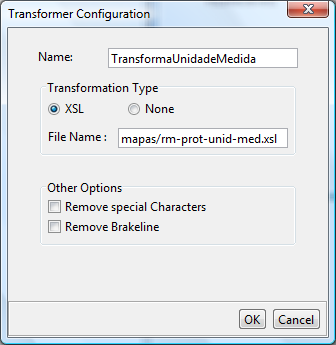 Transformer Configuration
Name: TransformaUnidadeMedida
Transformation Type
XSL None
File Name : mapas/rm-prot-unid-med.xsl
Other Options
Remove special Characters
Remove Brakeline
OK Cancel